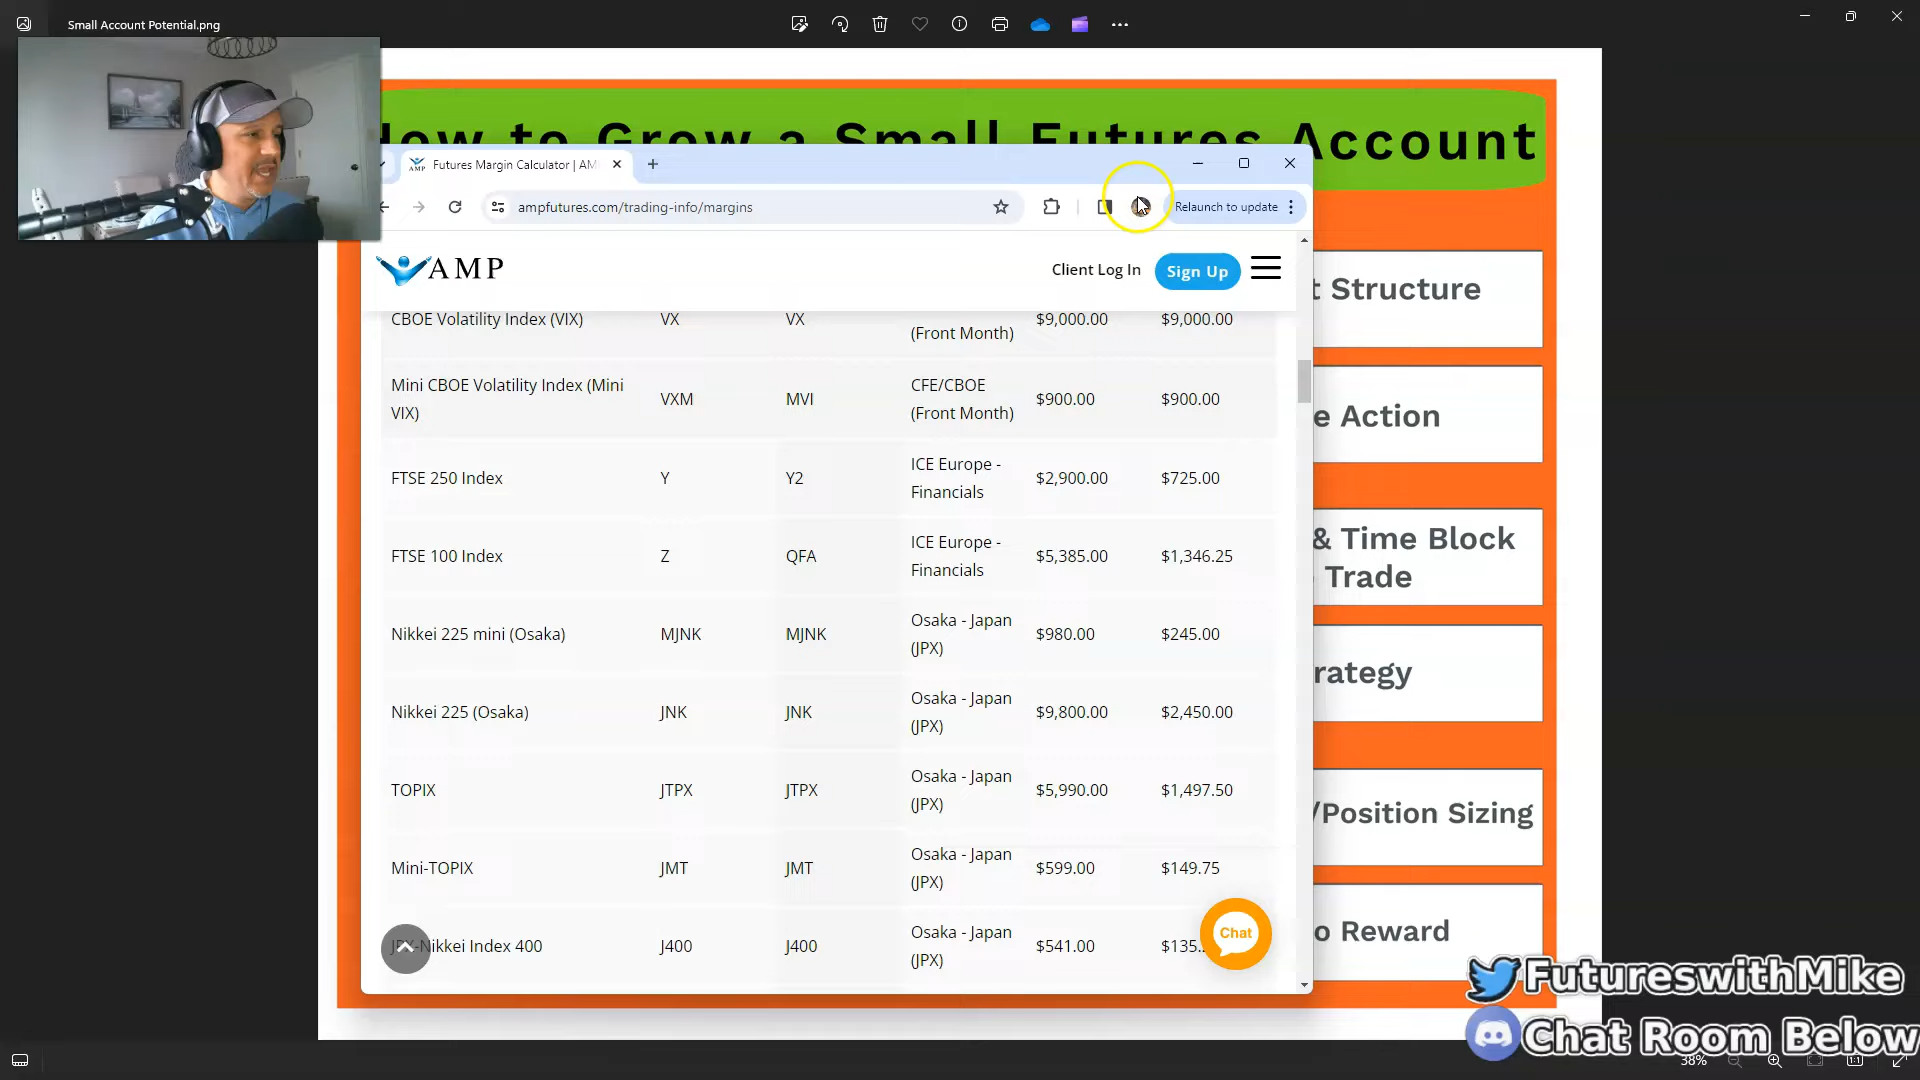 Small Account Potential.png
How to Grow a Small Futures Account
Futures Margin Calculator | AM
ampfutures.com/trading-info/margins
Relaunch to update
AMP
Client Log In
Sign Up
CBOE Volatility Index (VIX) VX VX (Front Month) $9,000.00 $9,000.00
Mini CBOE Volatility Index (Mini VIX) VXM MVI CFE/CBOE (Front Month) $900.00 $900.00
FTSE 250 Index Y Y2 ICE Europe - Financials $2,900.00 $725.00
FTSE 100 Index Z QFA ICE Europe - Financials $5,385.00 $1,346.25
Nikkei 225 mini (Osaka) MJNK MJNK Osaka - Japan (JPX) $980.00 $245.00
Nikkei 225 (Osaka) JNK JNK Osaka - Japan (JPX) $9,800.00 $2,450.00
TOPIX JTPX JTPX Osaka - Japan (JPX) $5,990.00 $1,497.50
Mini-TOPIX JMT JMT Osaka - Japan (JPX) $599.00 $149.75
JPX-Nikkei Index 400 J400 J400 Osaka - Japan (JPX) $541.00 $135.
Chat
t Structure
e Action
& Time Block
Trade
rategy
/Position Sizing
o Reward
FutureswithMike
Chat Room Below
38%